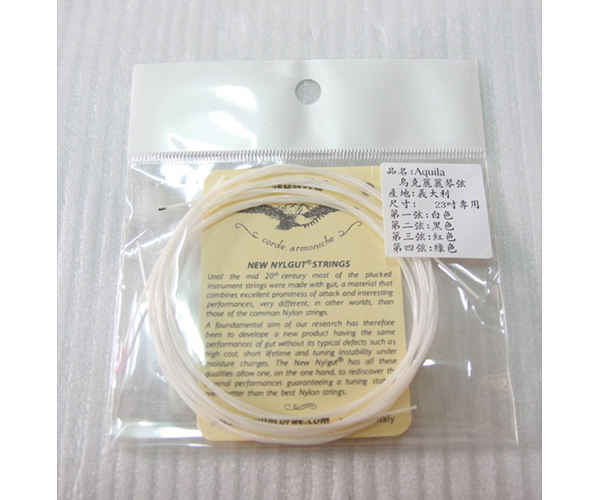 品名:Aquila
烏克麗麗琴弦
產地:義大利
尺寸: 23吋專用
第一弦:白色
第二弦:黑色
第三弦:紅色
第四弦:綠色
corde armoniche
NEW NYLGUT® STRINGS
Until the mid 20th century most of the plucked
instrument strings were made with gut, a material that
combines excellent promtness of attack and interesting
performances, very different, in other worlds, than
those of the common Nylon strings.
A foundamental aim of our research has therefore
been to develope a new product having the same
performances of gut without its typical defects such as
high cost, short lifetime and tuning instability under
moisture changes. The New Nylgut® has all these
qualities allow one, on the one hand, to rediscover the
original performances guaranteeing a tuning
better than the best Nylon strings.